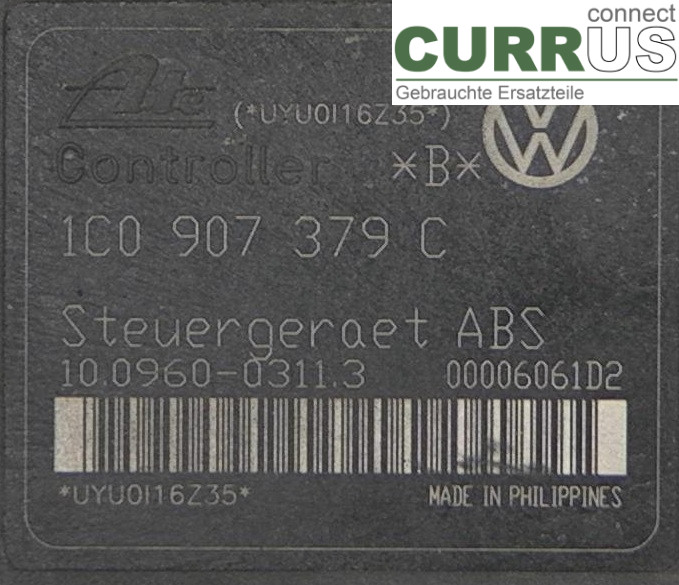 connect
CURRUS
Gebrauchte Ersatzteile
Ate
(*UYU0I16Z35*)
Controller *B*
1C0 907 379 C
Steuergeraet ABS
10.0960-0311.3 00006061D2
*UYU0I16Z35* MADE IN PHILIPPINES